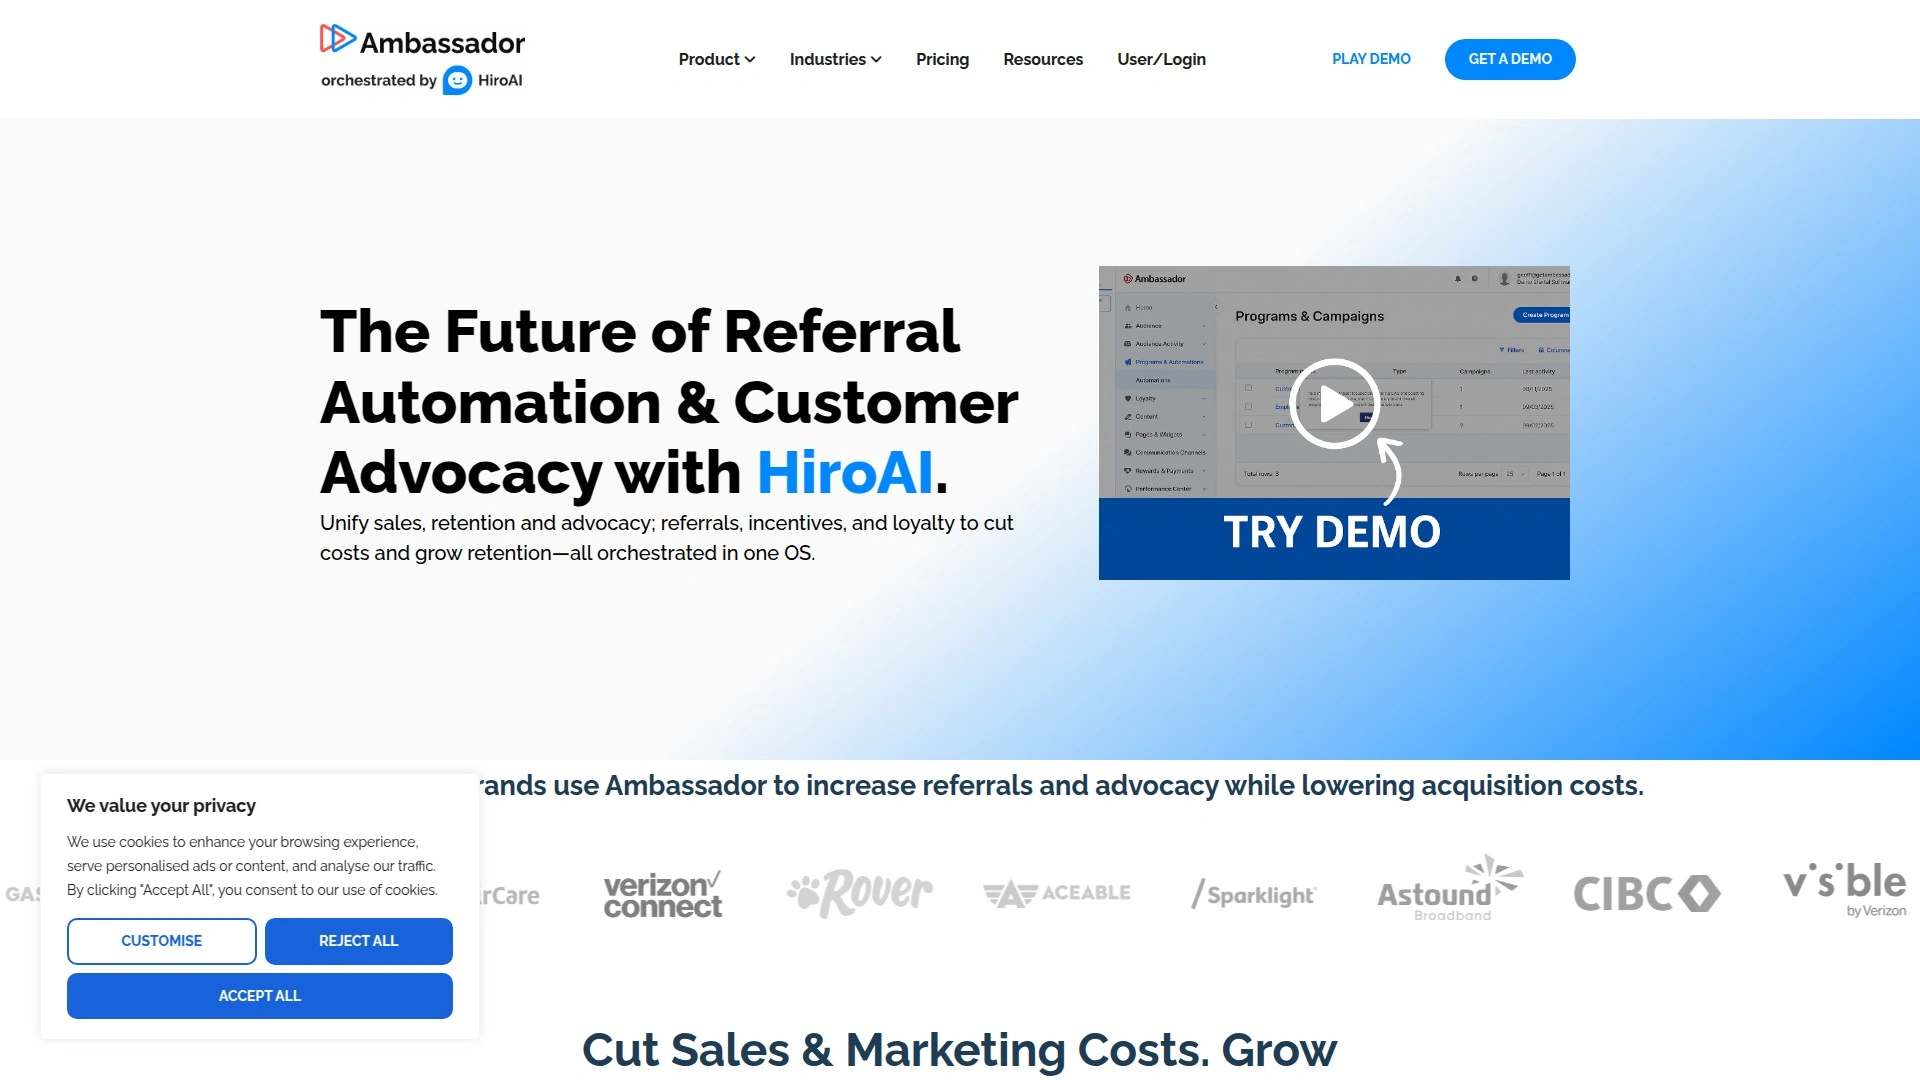 Ambassador
orchestrated by HiroAI
Product
Industries
Pricing
Resources
User/Login
PLAY DEMO
GET A DEMO
The Future of Referral
Automation & Customer
Advocacy with HiroAI.
Unify sales, retention and advocacy; referrals, incentives, and loyalty to cut
costs and grow retention—all orchestrated in one OS.
Ambassador
Home
Audience
Audience Activity
Programs & Automations
Automations
Loyalty
Content
Pages & Widgets
Communication Channels
Rewards & Payments
Performance Center
Programs & Campaigns
Create Program
Filters
Type
Campaigns
Last activity
1
1
2
Total rows: 3
Rows per page 25
Page 1 of 1
TRY DEMO
rands use Ambassador to increase referrals and advocacy while lowering acquisition costs.
GAS
rCare
verizon
connect
Rover
ACEABLE
Sparklight
Astound
Broadband
CIBC
visible
by Verizon
We value your privacy
We use cookies to enhance your browsing experience,
serve personalised ads or content, and analyse our traffic.
By clicking "Accept All", you consent to our use of cookies.
CUSTOMISE
REJECT ALL
ACCEPT ALL
Cut Sales & Marketing Costs. Grow